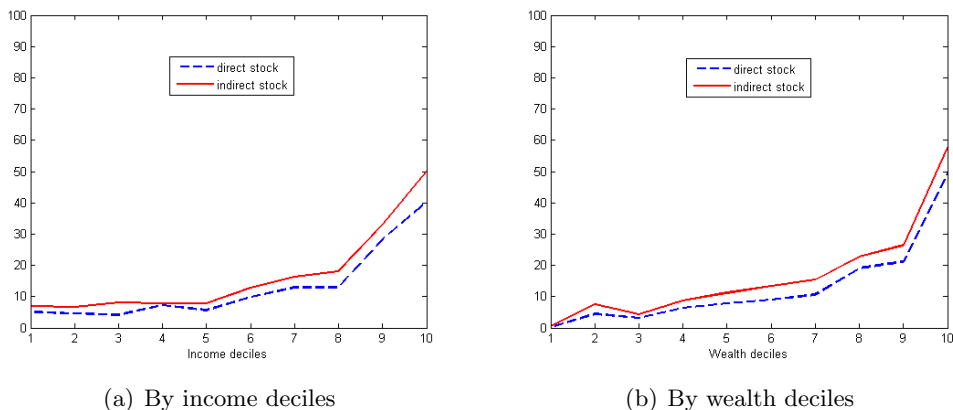 100
90
80
70
60
50
40
30
20
10
0
direct stock
indirect stock
1 2 3 4 5 6 7 8 9 10
Income deciles
(a) By income deciles
100
90
80
70
60
50
40
30
20
10
0
direct stock
indirect stock
1 2 3 4 5 6 7 8 9 10
Wealth deciles
(b) By wealth deciles